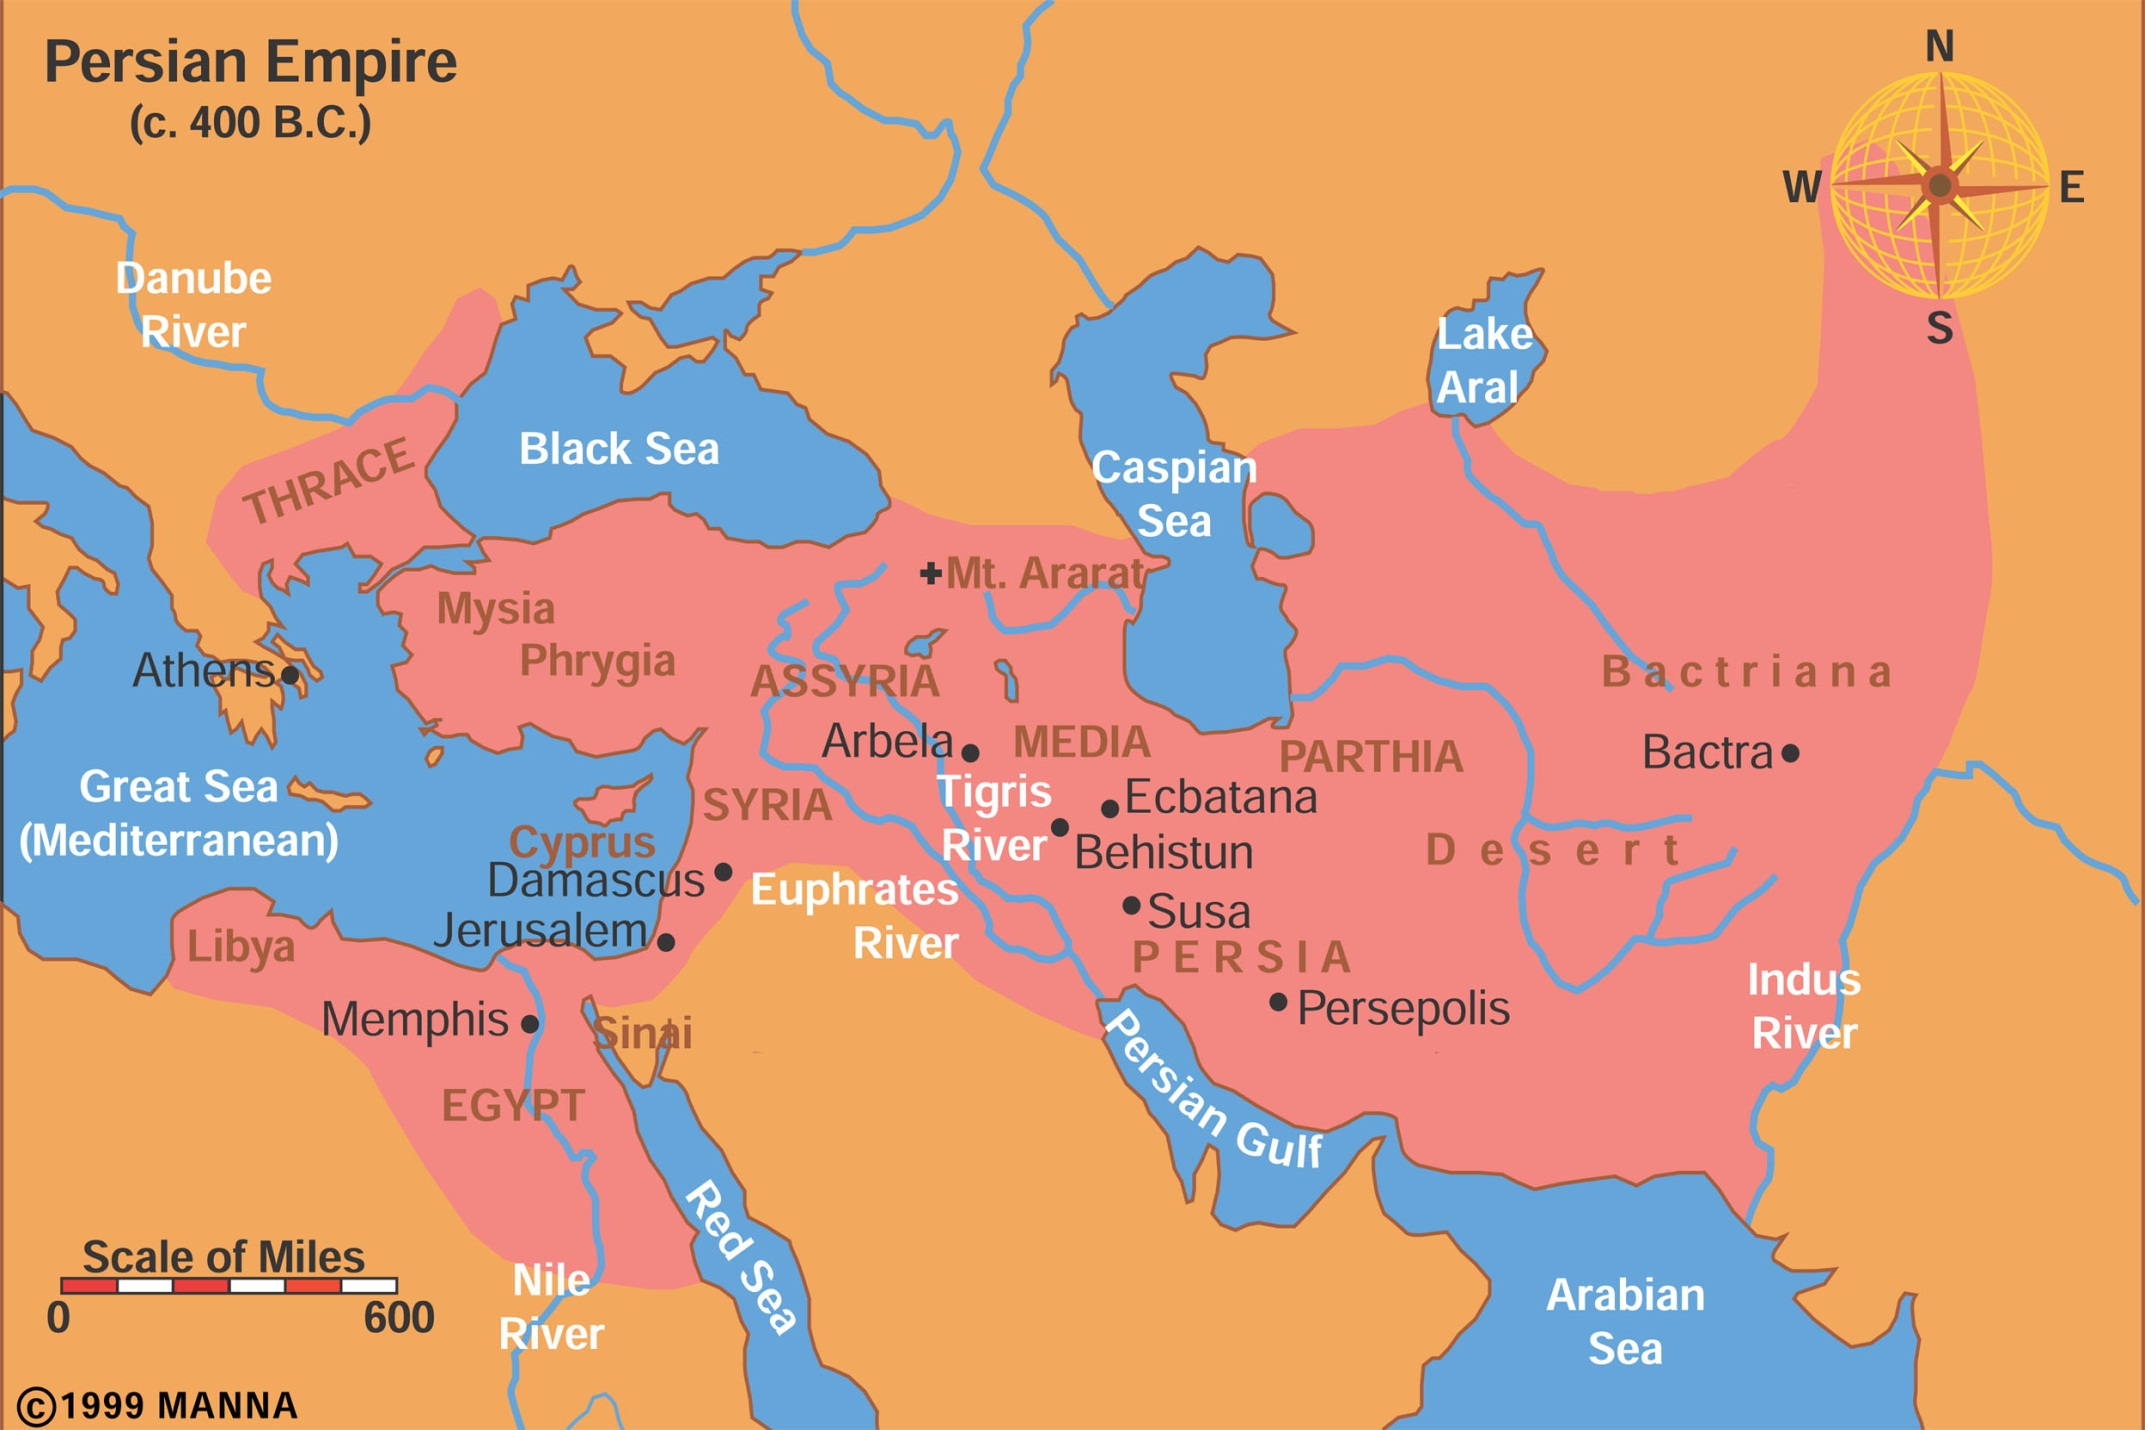 Persian Empire
(c. 400 B.C.)
N
W
E
S
Danube
River
Lake
Aral
THRACE
Black Sea
Caspian
Sea
Mt. Ararat
Mysia
Phrygia
Athens
ASSYRIA
Bactriana
Arbela
MEDIA
PARTHIA
Bactra
Great Sea
(Mediterranean)
Tigris
River
Ecbatana
SYRIA
Cyprus
Behistun
Desert
Damascus
Euphrates
River
Susa
Jerusalem
Libya
PERSIA
Indus
River
Memphis
Sinai
Persepolis
EGYPT
Persian Gulf
Red Sea
Scale of Miles
0
600
Nile
River
Arabian
Sea
©1999 MANNA